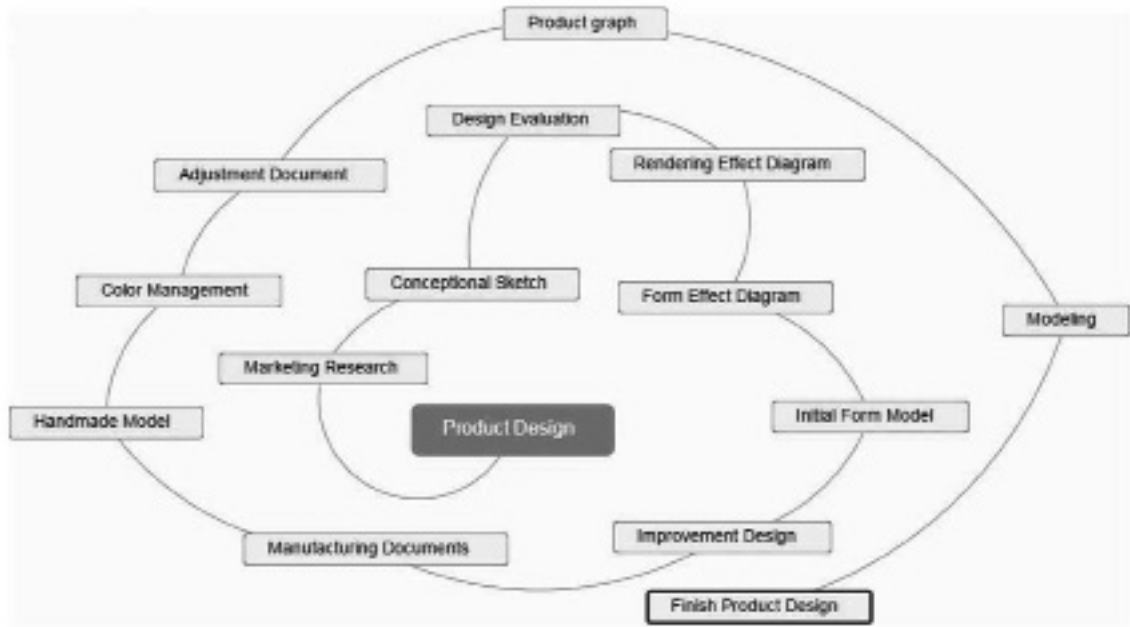 Product graph
Design Evaluation
Rendering Effect Diagram
Adjustment Document
Conceptional Sketch
Color Management
Form Effect Diagram
Modeling
Marketing Research
Handmade Model
Product Design
Initial Form Model
Improvement Design
Manufacturing Documents
Finish Product Design